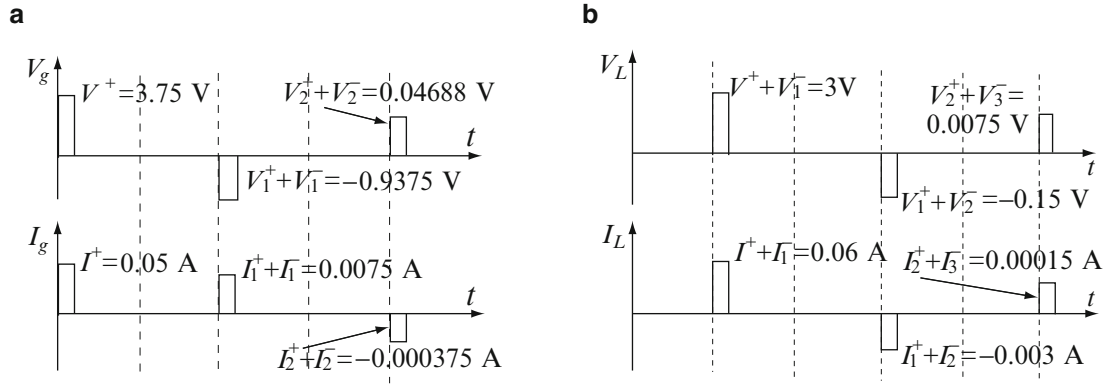 a
V_g
V^+=3.75 V
V_2^+ + V_2^- = 0.04688 V
t
V_1^+ + V_1^- = −0.9375 V
I_g
I^+=0.05 A
I_1^+ + I_1^- = 0.0075 A
t
I_2^+ + I_2^- = −0.000375 A
b
V_L
V^+ + V_1^- = 3V
V_2^+ + V_3^- =
0.0075 V
t
V_1^+ + V_2^- = −0.15 V
I_L
I^+ + I_1^- = 0.06 A
I_2^+ + I_3^- = 0.00015 A
t
I_1^+ + I_2^- = −0.003 A